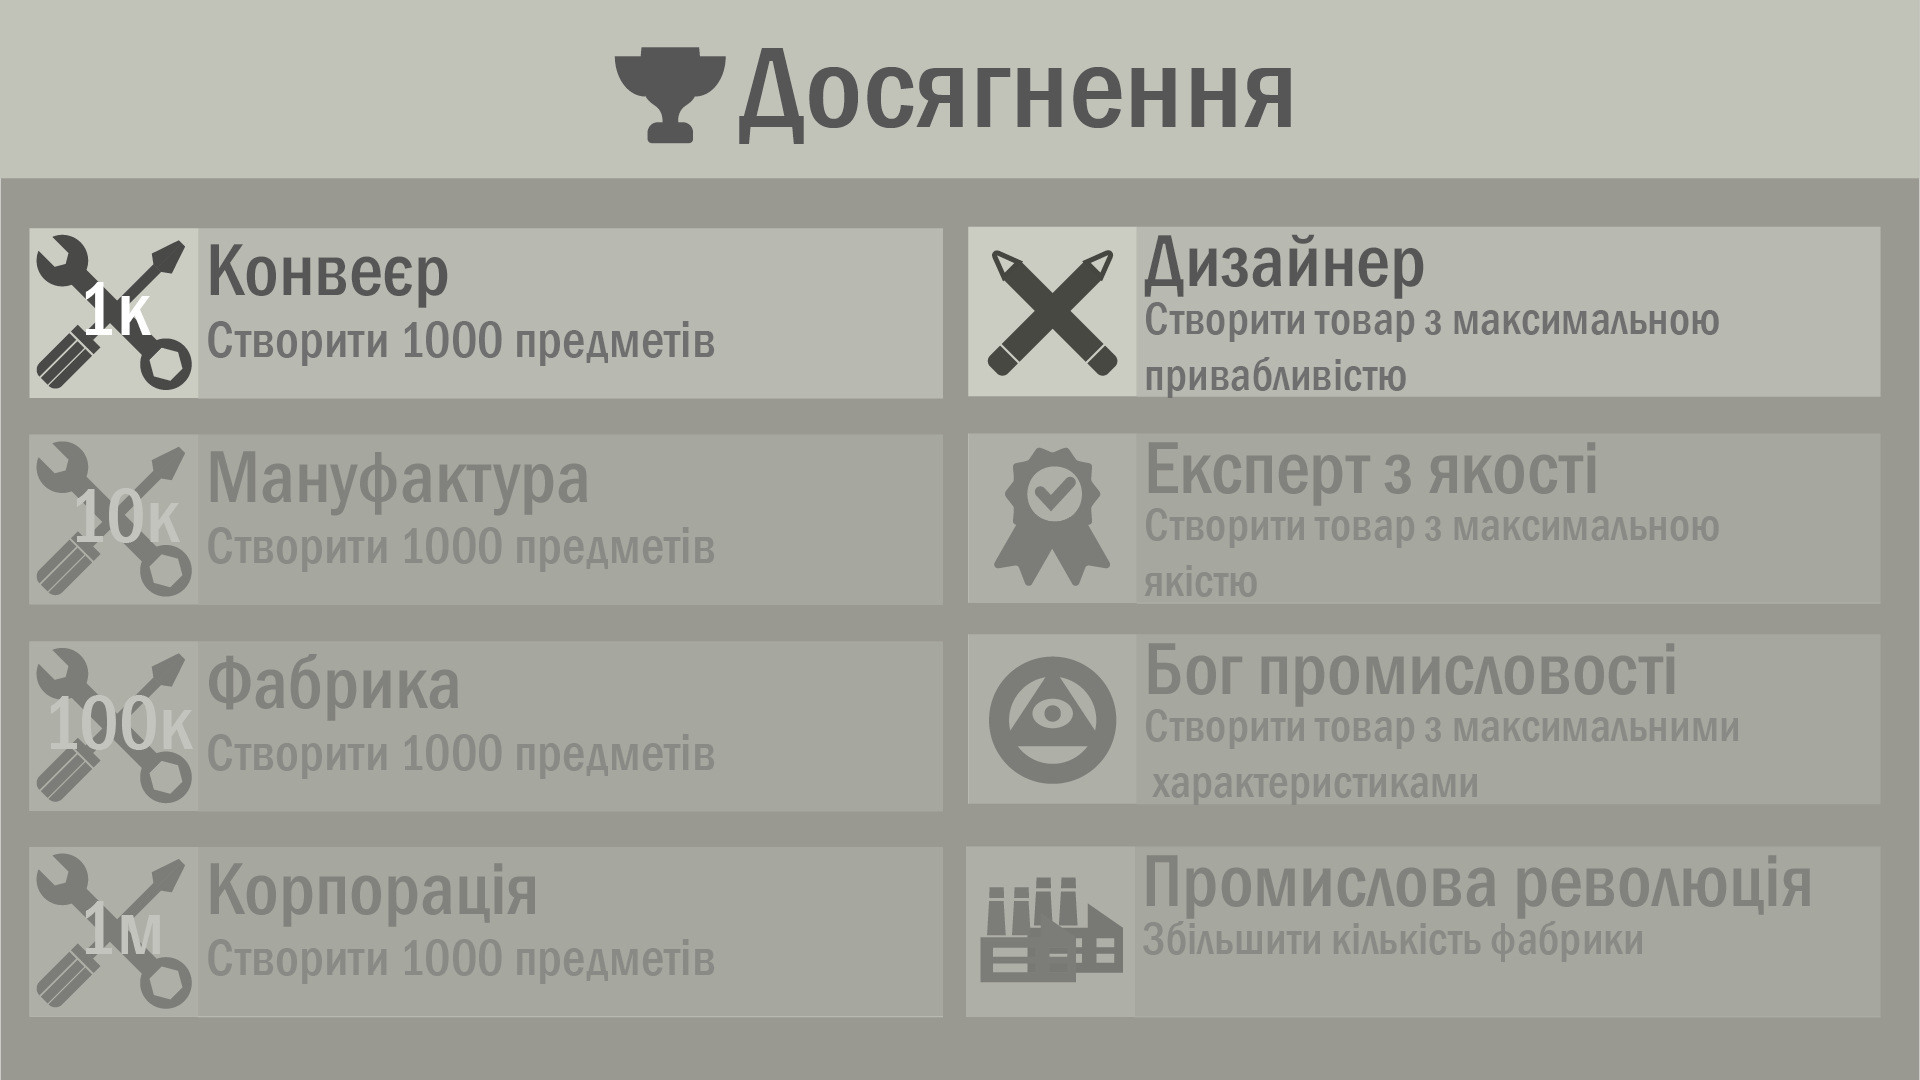 Досягнення
1к
Конвеєр
Створити 1000 предметів
Дизайнер
Створити товар з максимальною
привабливістю
10к
Мануфактура
Створити 1000 предметів
Експерт з якості
Створити товар з максимальною
якістю
100к
Фабрика
Створити 1000 предметів
Бог промисловості
Створити товар з максимальними
характеристиками
1м
Корпорація
Створити 1000 предметів
Промислова революція
Збільшити кількість фабрики